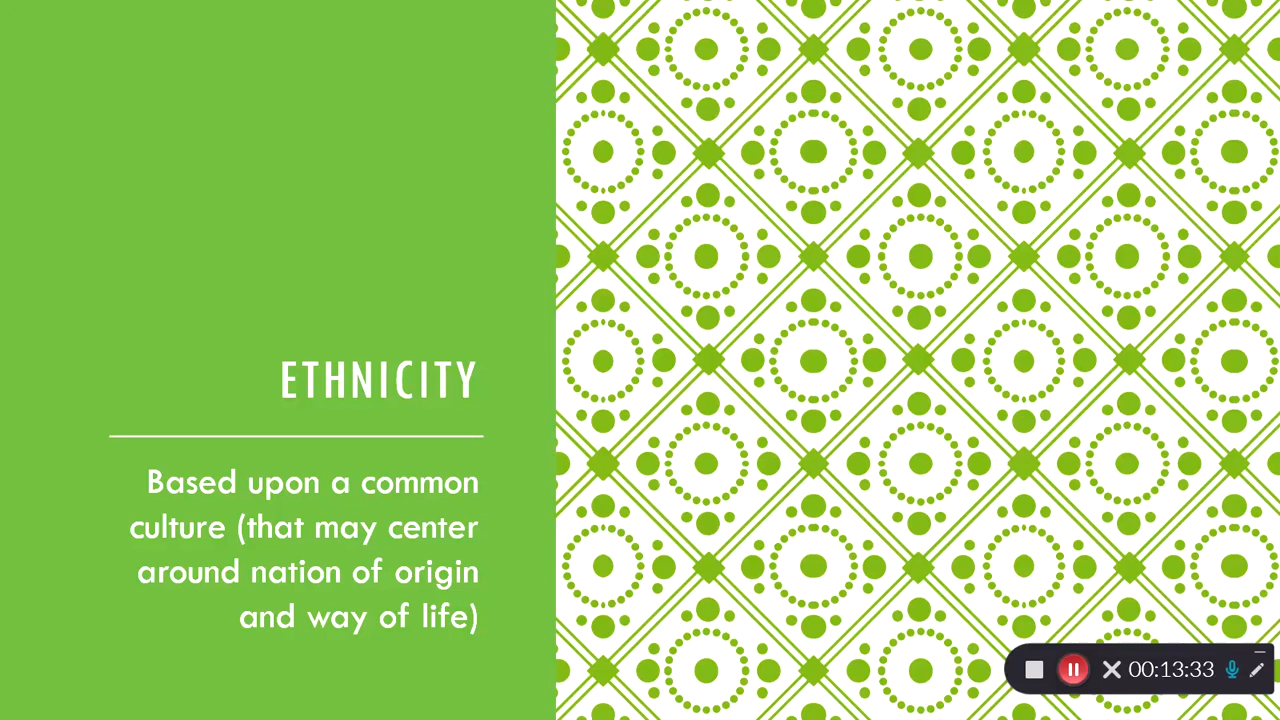 ETHNICITY
Based upon a common
culture (that may center
around nation of origin
and way of life)
00:13:33